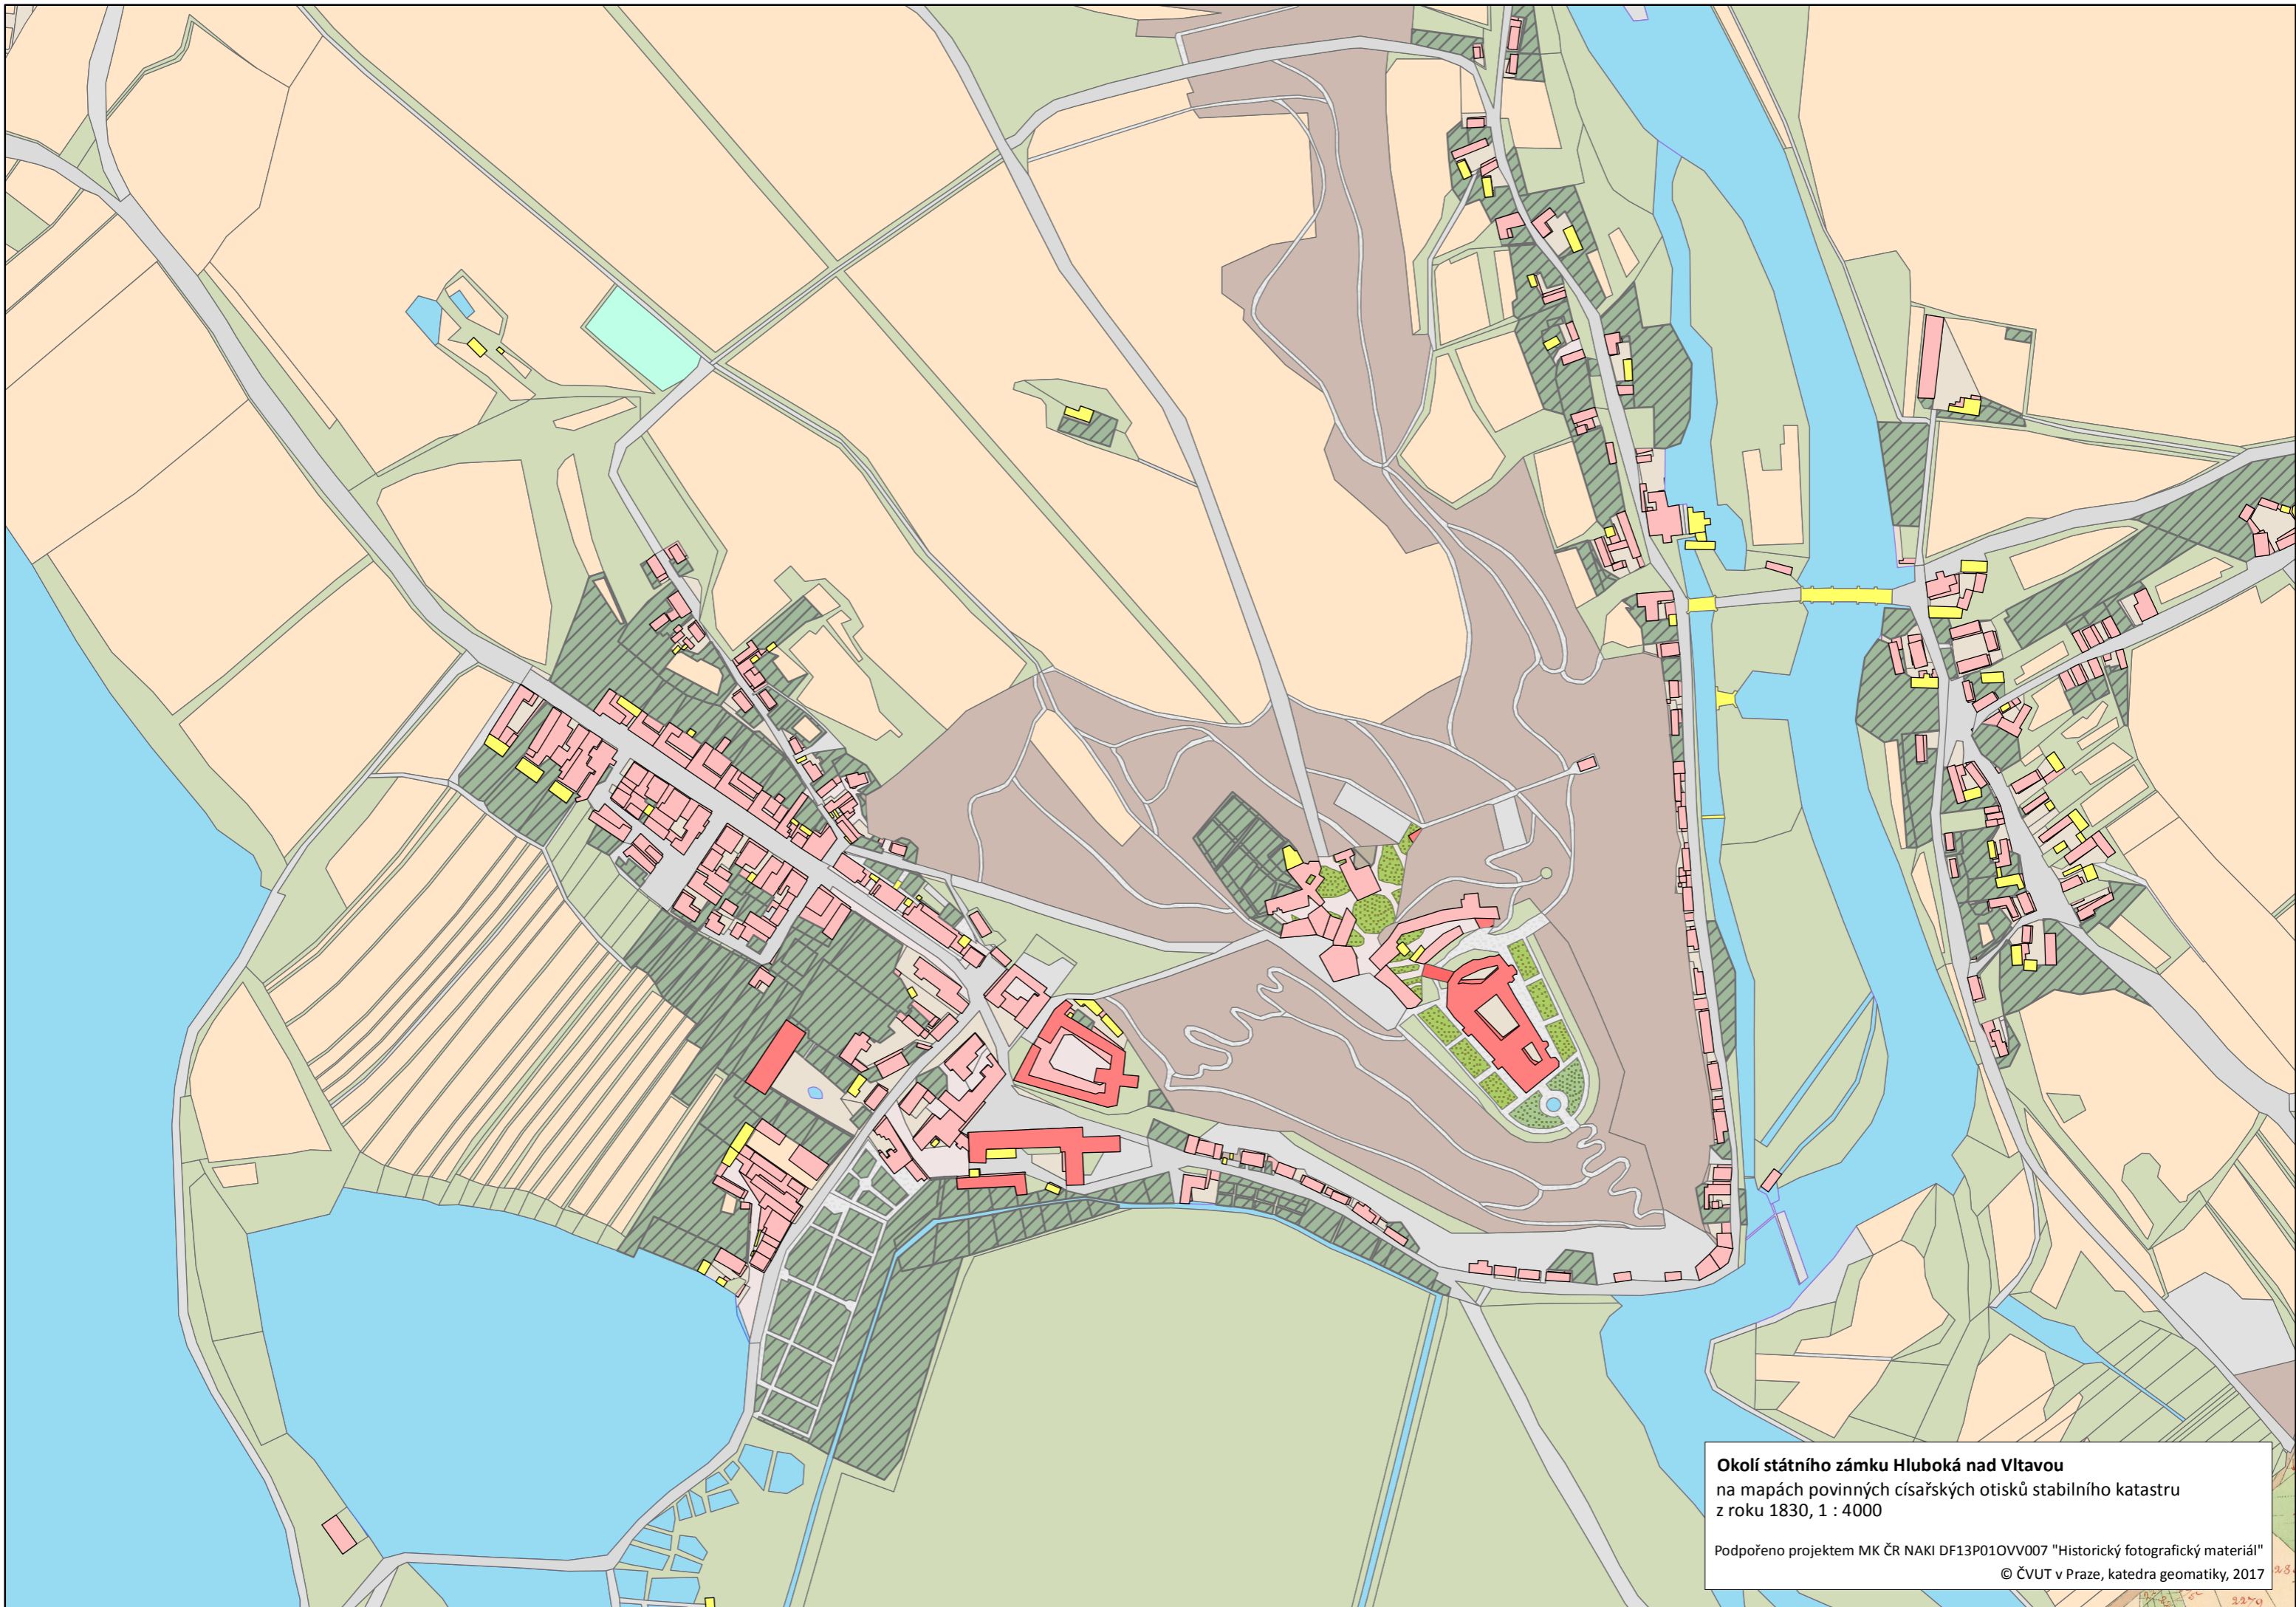 Okolí státního zámku Hluboká nad Vltavou
na mapách povinných císařských otisků stabilního katastru
z roku 1830, 1 : 4000
Podpořeno projektem MK ČR NAKI DF13P01OVV007 "Historický fotografický materiál"
© ČVUT v Praze, katedra geomatiky, 2017
2279